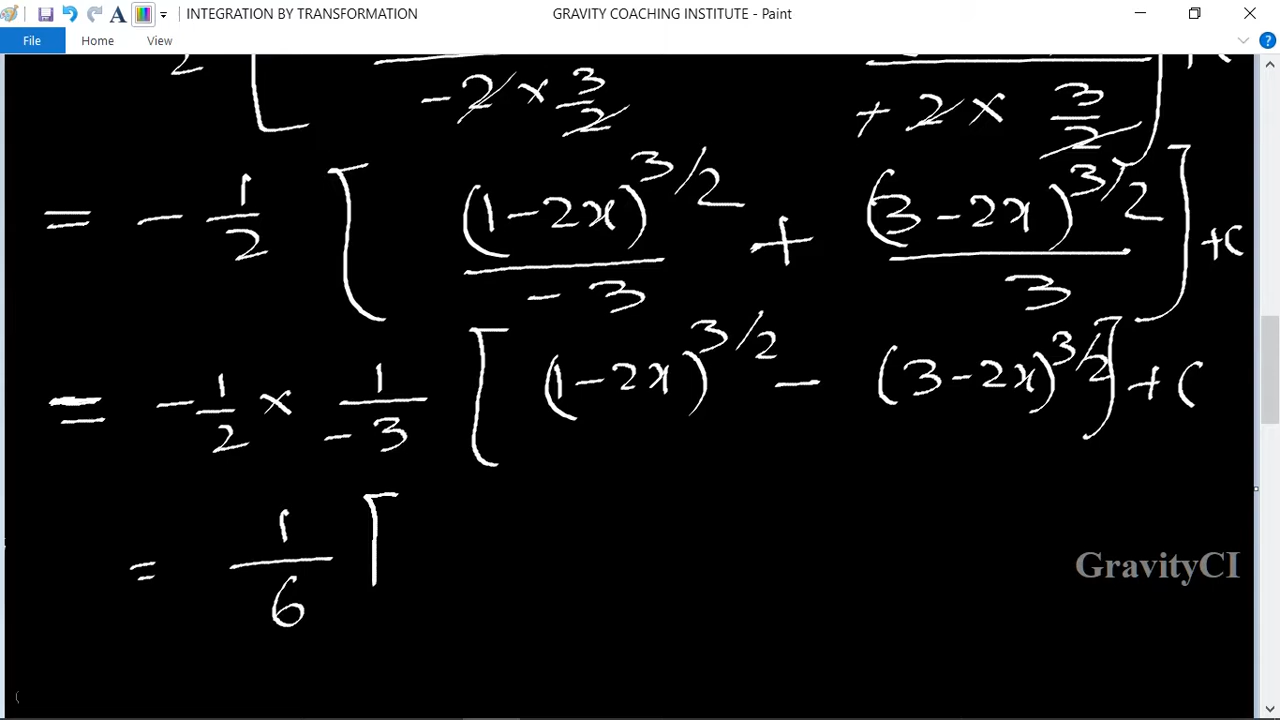 INTEGRATION BY TRANSFORMATION GRAVITY COACHING INSTITUTE - Paint
File Home View
2 [ - 2 × 3/2 + 2 × 3/2 ] + C
= - 1/2 [ (1-2x)^3/2 / -3 + (3-2x)^3/2 / 3 ] + C
= - 1/2 × 1/-3 [ (1-2x)^3/2 - (3-2x)^3/2 ] + C
= 1/6 [
GravityCI